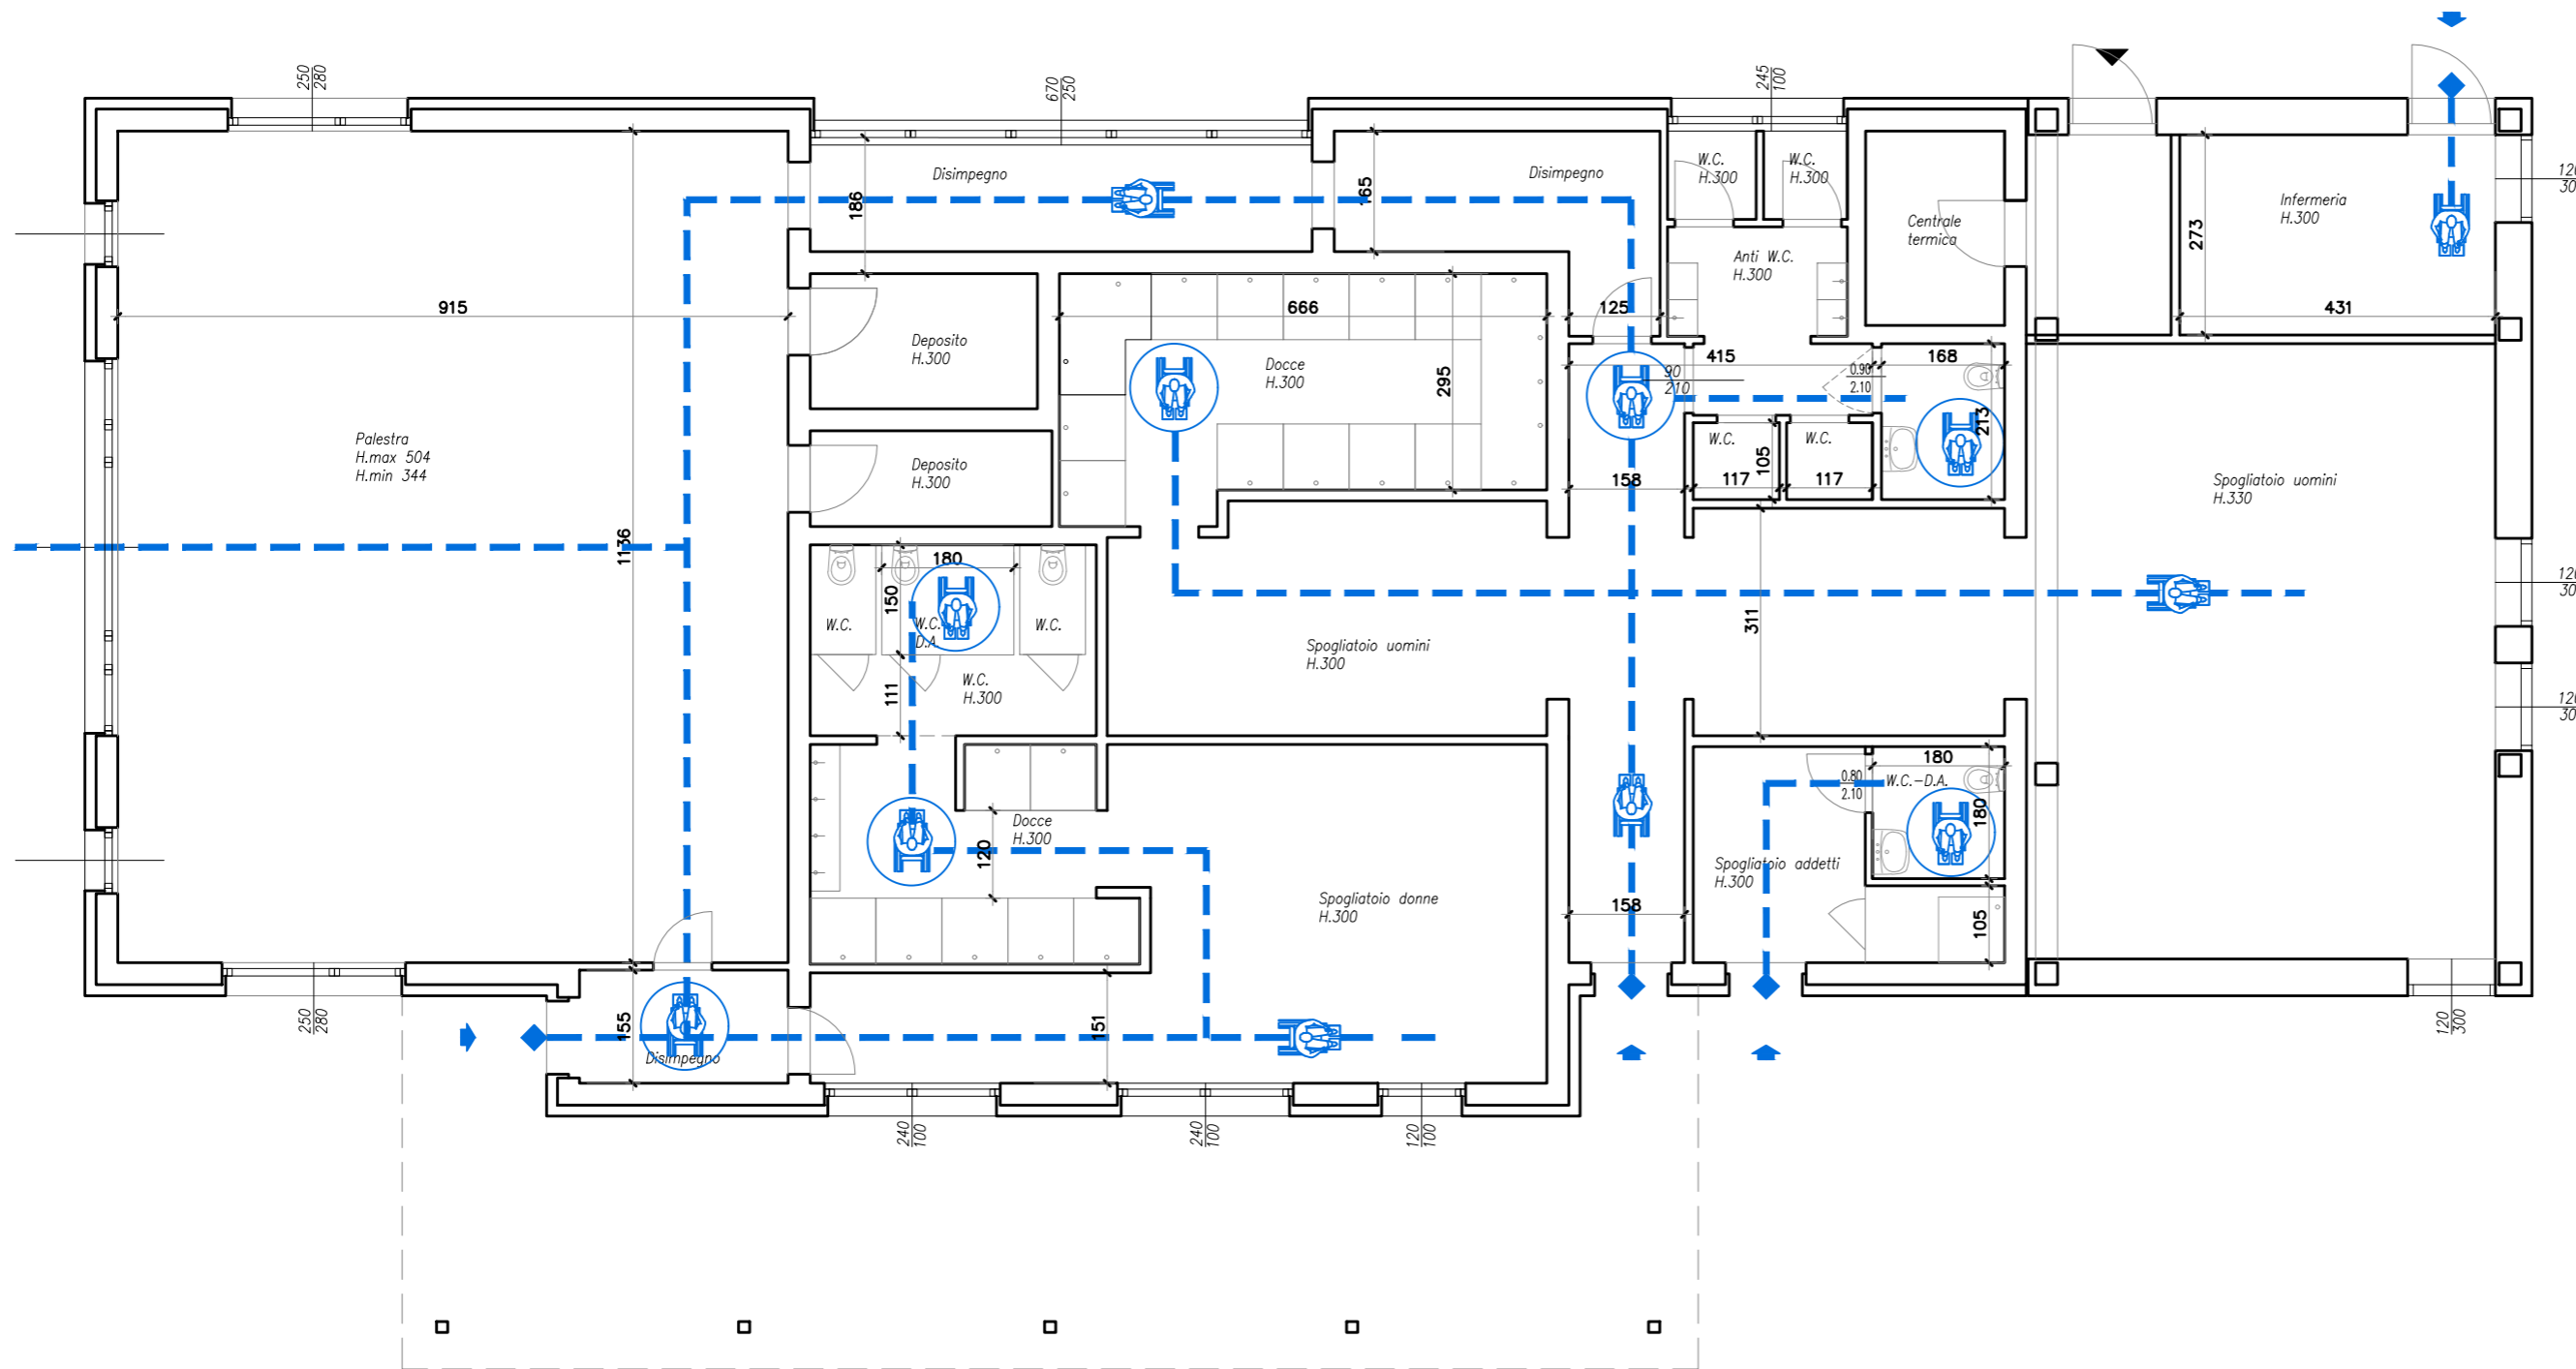 250
280
670
250
245
100
Disimpegno
186
Disimpegno
165
W.C.
H.300
W.C.
H.300
Centrale
termica
Infermeria
H.300
273
431
Anti W.C.
H.300
915
Deposito
H.300
666
Docce
H.300
295
125
415
90
210
0.90
2.10
168
213
Palestra
H.max 504
H.min 344
Deposito
H.300
W.C.
W.C.
105
158
117
117
Spogliatoio uomini
H.330
1136
180
150
W.C.
W.C.
D.A.
W.C.
111
W.C.
H.300
Spogliatoio uomini
H.300
311
Docce
H.300
120
Spogliatoio donne
H.300
158
0.80
2.10
180
W.C.-D.A.
180
Spogliatoio addetti
H.300
105
250
280
155
Disimpegno
151
240
100
240
100
120
100
120
300